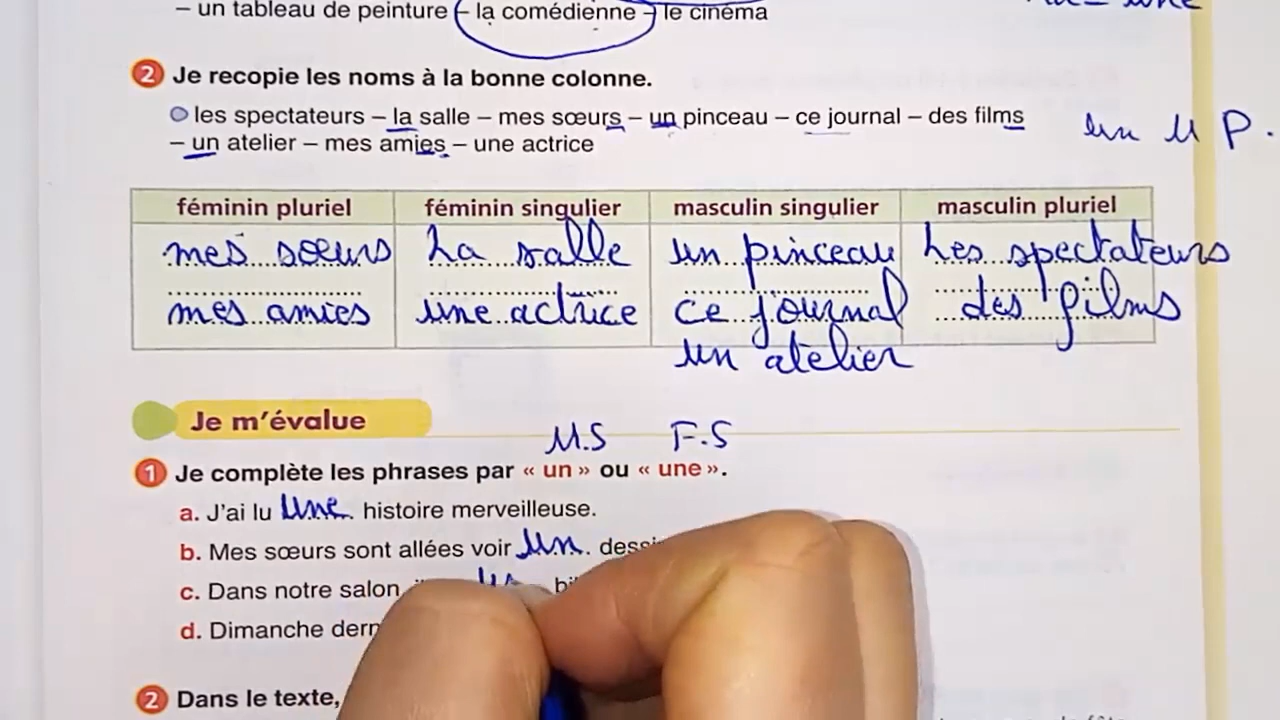 – un tableau de peinture – la comédienne – le cinéma
2 Je recopie les noms à la bonne colonne.
les spectateurs – la salle – mes sœurs – un pinceau – ce journal – des films
– un atelier – mes amies – une actrice
un M P.
féminin pluriel féminin singulier masculin singulier masculin pluriel
mes sœurs La salle un pinceau Les spectateurs
mes amies une actrice ce journal des films
un atelier
Je m'évalue
M.S F.S
1 Je complète les phrases par « un » ou « une ».
a. J'ai lu une histoire merveilleuse.
b. Mes sœurs sont allées voir un
c. Dans notre salon
d. Dimanche
2 Dans le texte,